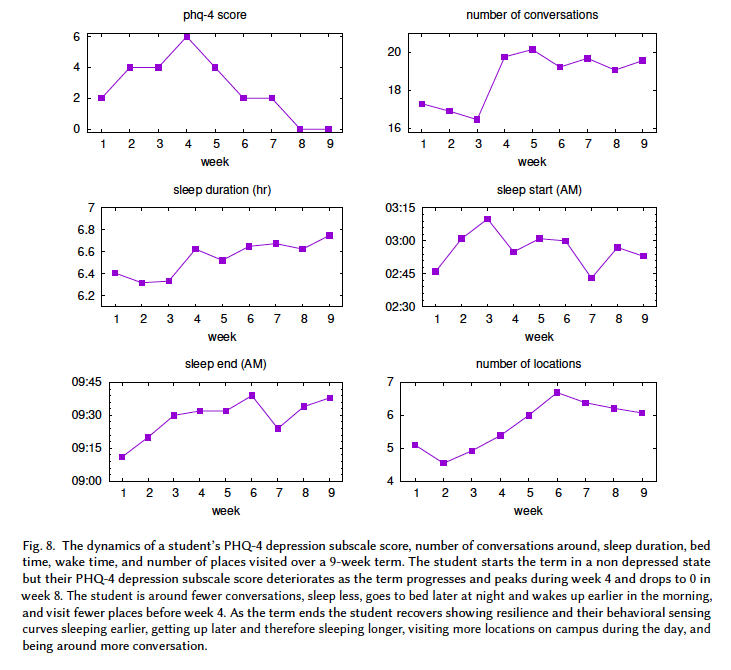 phq-4 score
6
4
2
0
1 2 3 4 5 6 7 8 9
week
number of conversations
20
18
16
1 2 3 4 5 6 7 8 9
week
sleep duration (hr)
7
6.8
6.6
6.4
6.2
1 2 3 4 5 6 7 8 9
week
sleep start (AM)
03:15
03:00
02:45
02:30
1 2 3 4 5 6 7 8 9
week
sleep end (AM)
09:45
09:30
09:15
09:00
1 2 3 4 5 6 7 8 9
week
number of locations
7
6
5
4
1 2 3 4 5 6 7 8 9
week
Fig. 8. The dynamics of a student's PHQ-4 depression subscale score, number of conversations around, sleep duration, bed
time, wake time, and number of places visited over a 9-week term. The student starts the term in a non depressed state
but their PHQ-4 depression subscale score deteriorates as the term progresses and peaks during week 4 and drops to 0 in
week 8. The student is around fewer conversations, sleep less, goes to bed later at night and wakes up earlier in the morning,
and visit fewer places before week 4. As the term ends the student recovers showing resilience and their behavioral sensing
curves sleeping earlier, getting up later and therefore sleeping longer, visiting more locations on campus during the day, and
being around more conversation.